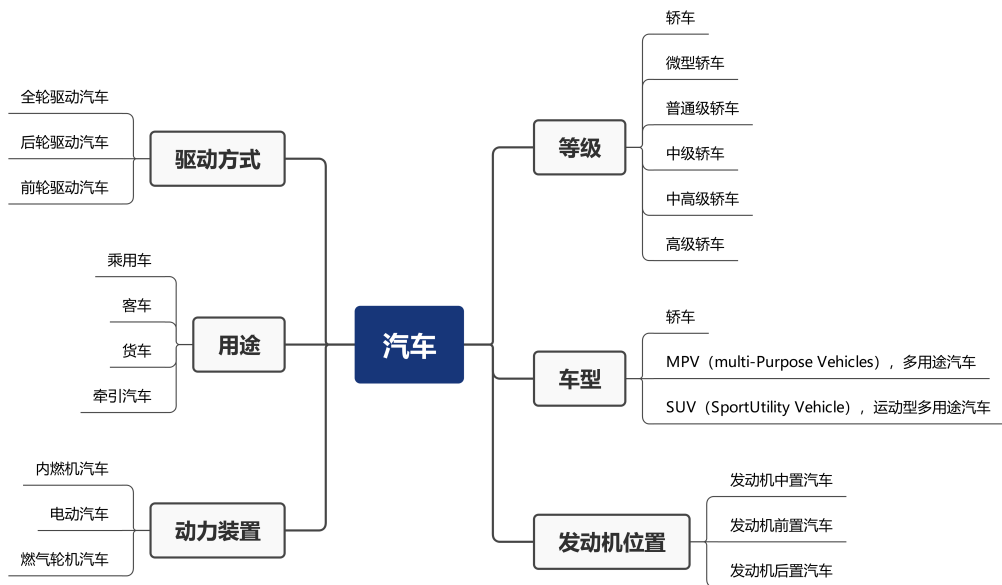 汽车
驱动方式
全轮驱动汽车
后轮驱动汽车
前轮驱动汽车
用途
乘用车
客车
货车
牵引汽车
动力装置
内燃机汽车
电动汽车
燃气轮机汽车
等级
轿车
微型轿车
普通级轿车
中级轿车
中高级轿车
高级轿车
车型
轿车
MPV（multi-Purpose Vehicles），多用途汽车
SUV（SportUtility Vehicle），运动型多用途汽车
发动机位置
发动机中置汽车
发动机前置汽车
发动机后置汽车